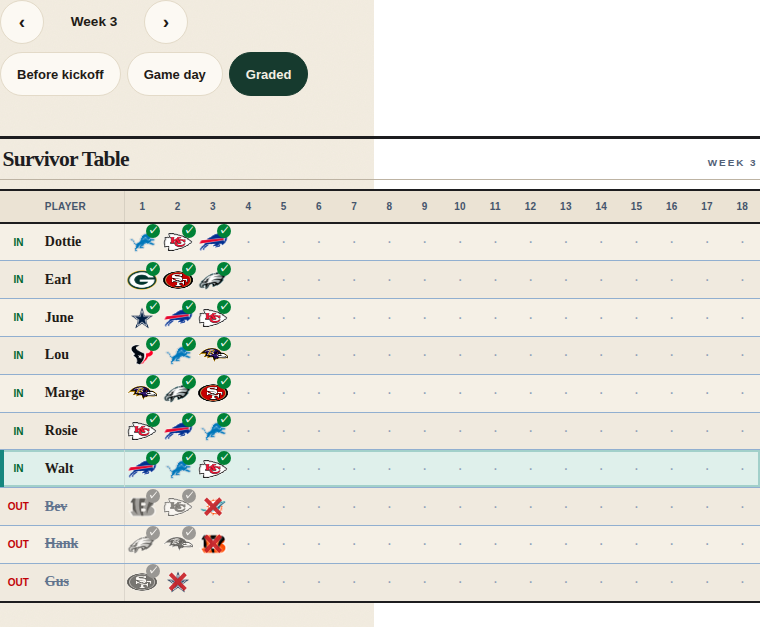 ‹ Week 3 ›
Before kickoff Game day Graded
Survivor Table WEEK 3
PLAYER 1 2 3 4 5 6 7 8 9 10 11 12 13 14 15 16 17 18
IN Dottie
IN Earl
IN June
IN Lou
IN Marge
IN Rosie
IN Walt
OUT Bev
OUT Hank
OUT Gus